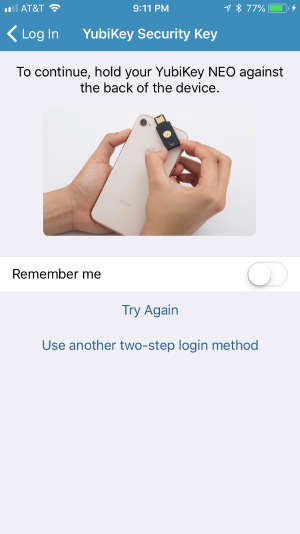 AT&T 9:11 PM 77%
Log In YubiKey Security Key
To continue, hold your YubiKey NEO against
the back of the device.
Remember me
Try Again
Use another two-step login method